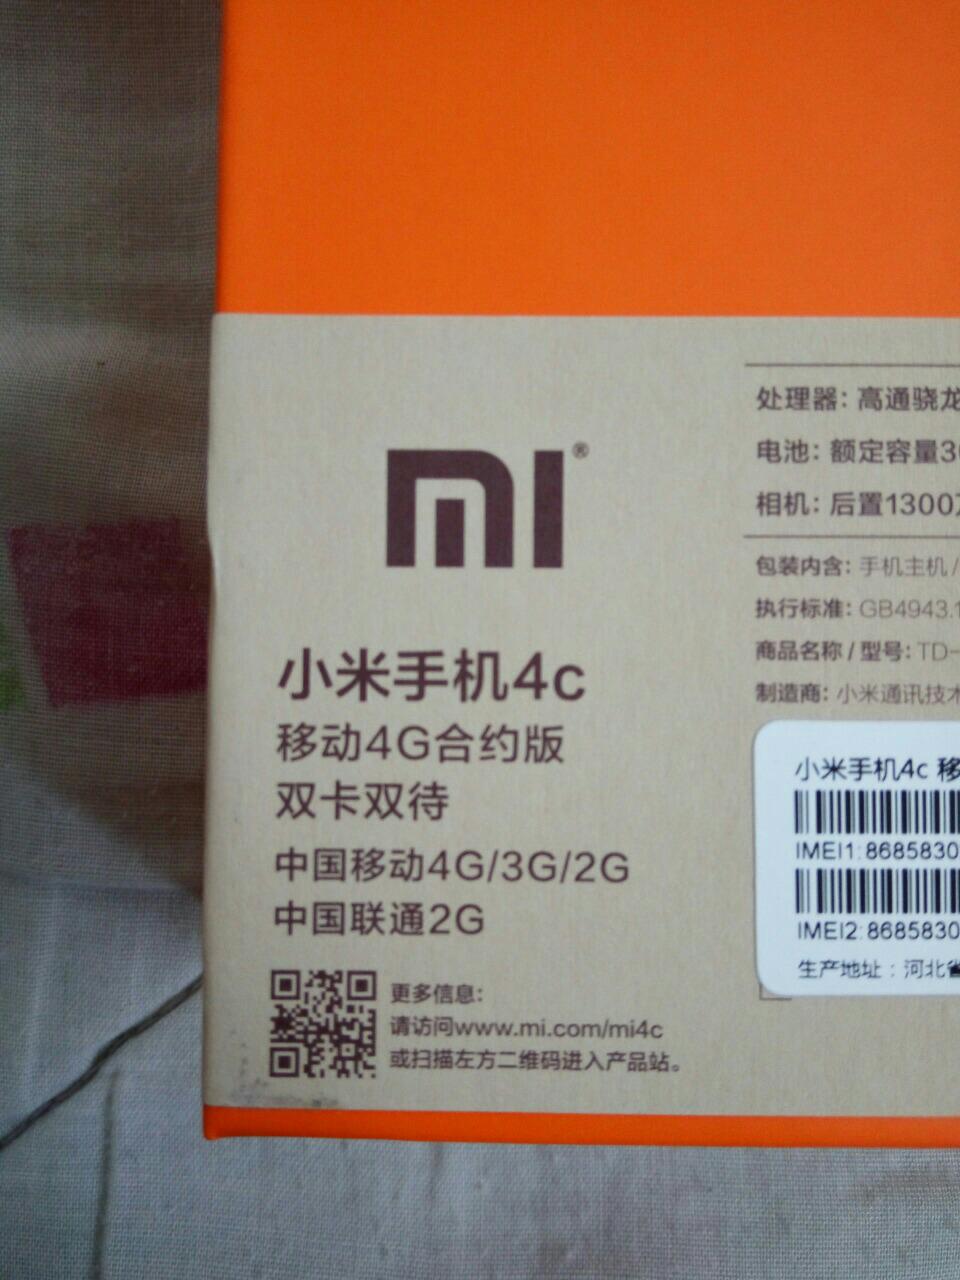 mi®
小米手机4c
移动4G合约版
双卡双待
中国移动4G/3G/2G
中国联通2G
更多信息：
请访问www.mi.com/mi4c
或扫描左方二维码进入产品站。
处理器：高通骁龙
电池：额定容量3
相机：后置1300
包装内含：手机主机 /
执行标准：GB4943.1
商品名称 / 型号：TD-
制造商：小米通讯技术
小米手机4c 移
IMEI1:8685830
IMEI2:8685830
生产地址：河北省